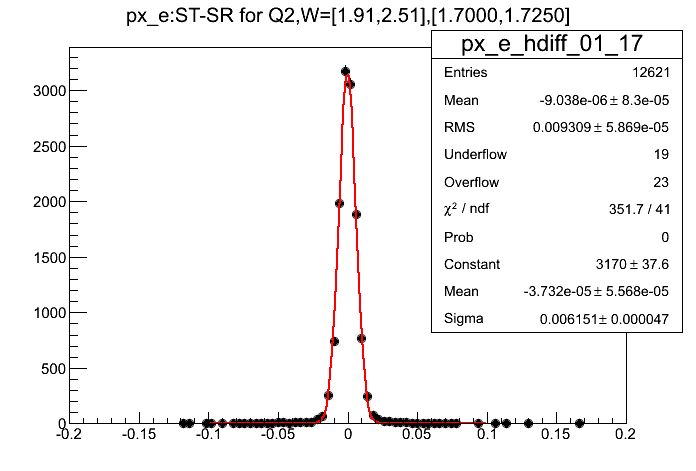 px_e:ST-SR for Q2,W=[1.91,2.51],[1.7000,1.7250]
px_e_hdiff_01_17
Entries 12621
Mean -9.038e-06 ± 8.3e-05
RMS 0.009309 ± 5.869e-05
Underflow 19
Overflow 23
χ² / ndf 351.7 / 41
Prob 0
Constant 3170 ± 37.6
Mean -3.732e-05 ± 5.568e-05
Sigma 0.006151 ± 0.000047
3000
2500
2000
1500
1000
500
0
-0.2 -0.15 -0.1 -0.05 0 0.05 0.1 0.15 0.2